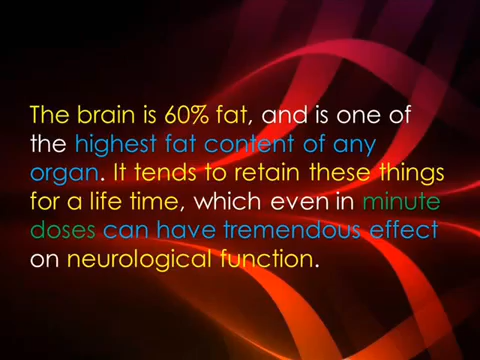 The brain is 60% fat, and is one of
the highest fat content of any
organ. It tends to retain these things
for a life time, which even in minute
doses can have tremendous effect
on neurological function.